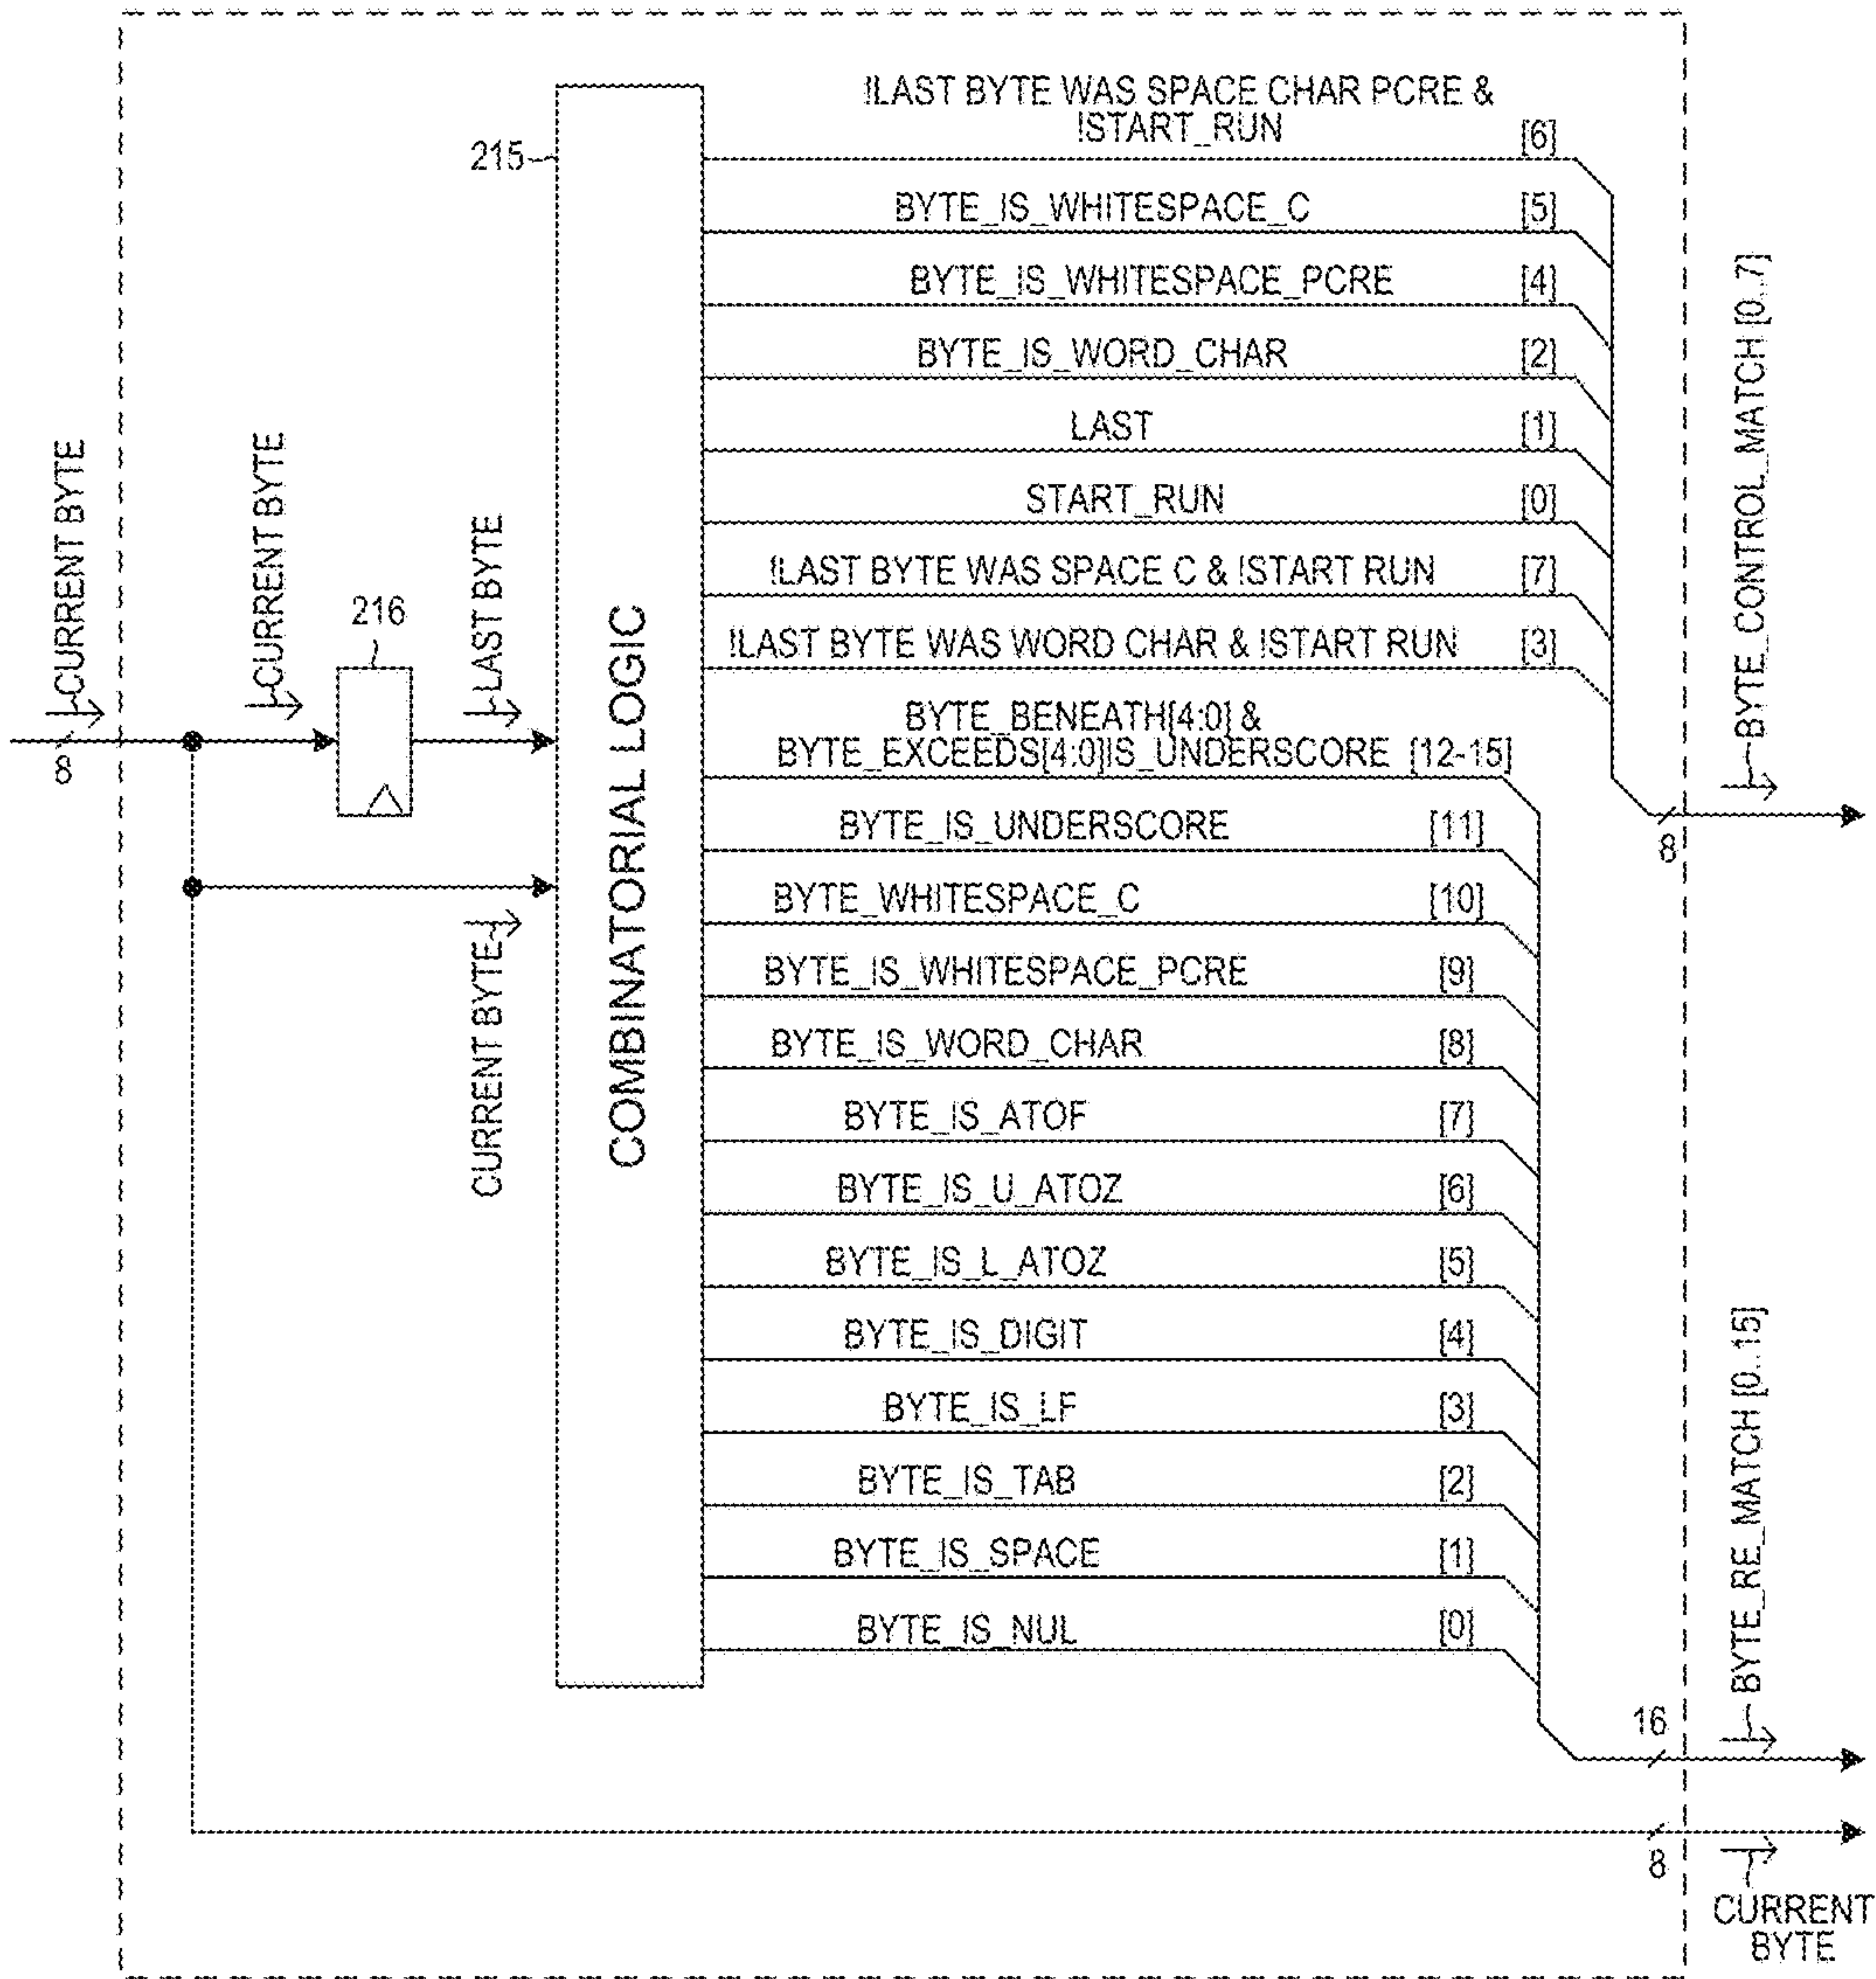 !LAST BYTE WAS SPACE CHAR PCRE &
!START_RUN [6]
215
BYTE_IS_WHITESPACE_C [5]
BYTE_IS_WHITESPACE_PCRE [4]
BYTE_IS_WORD_CHAR [2]
LAST [1]
START_RUN [0]
!LAST BYTE WAS SPACE C & !START RUN [7]
!LAST BYTE WAS WORD CHAR & !START RUN [3]
BYTE_CONTROL_MATCH [0..7]
8
CURRENT BYTE
8
CURRENT BYTE
216
LAST BYTE
CURRENT BYTE
COMBINATORIAL LOGIC
BYTE_BENEATH[4:0] &
BYTE_EXCEEDS[4:0]IS_UNDERSCORE [12-15]
BYTE_IS_UNDERSCORE [11]
BYTE_WHITESPACE_C [10]
BYTE_IS_WHITESPACE_PCRE [9]
BYTE_IS_WORD_CHAR [8]
BYTE_IS_ATOF [7]
BYTE_IS_U_ATOZ [6]
BYTE_IS_L_ATOZ [5]
BYTE_IS_DIGIT [4]
BYTE_IS_LF [3]
BYTE_IS_TAB [2]
BYTE_IS_SPACE [1]
BYTE_IS_NUL [0]
BYTE_RE_MATCH [0..15]
16
8
CURRENT
BYTE